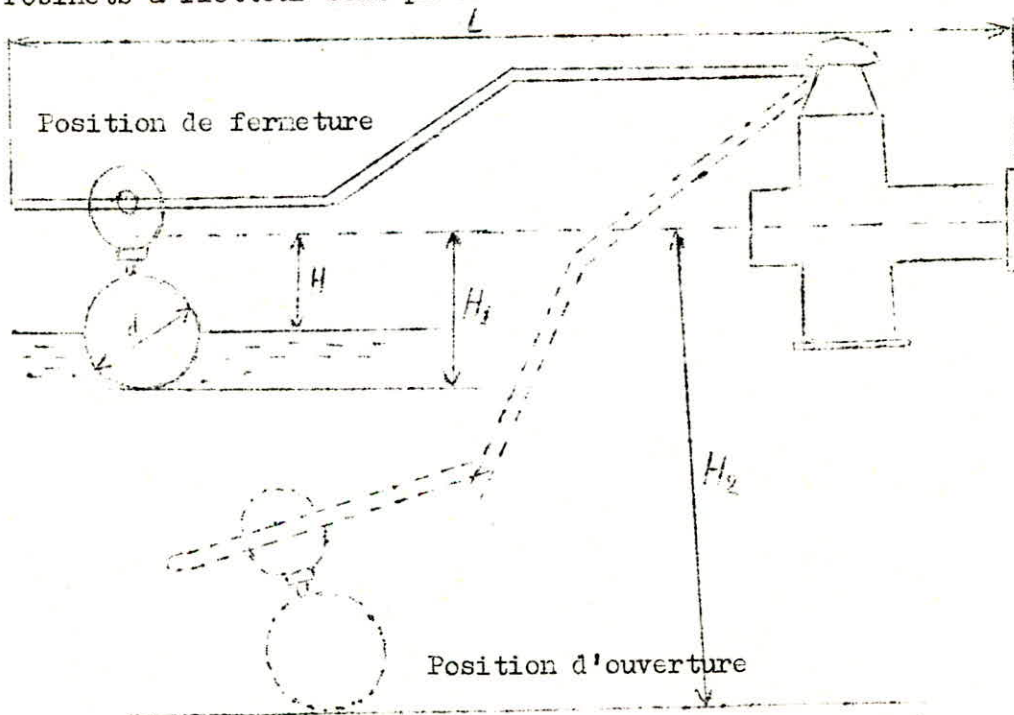 L
Position de fermeture
H
H₁
d
H₂
Position d'ouverture